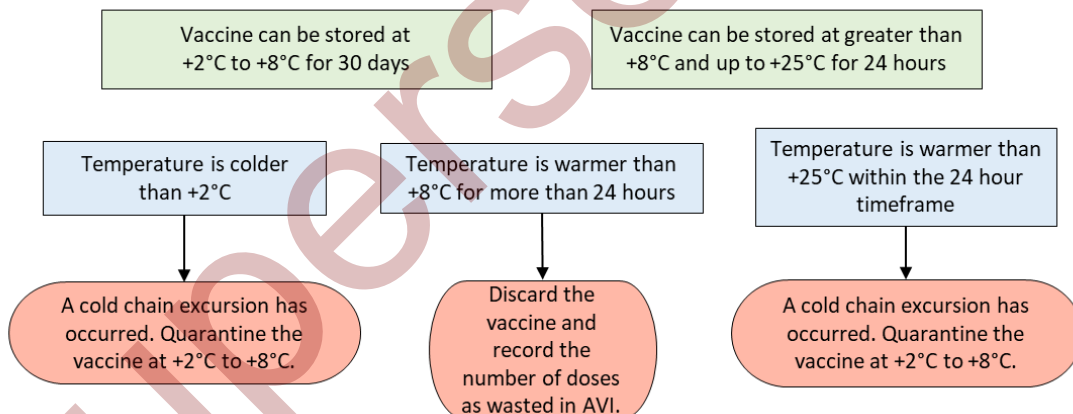 Vaccine can be stored at
+2°C to +8°C for 30 days
Vaccine can be stored at greater than
+8°C and up to +25°C for 24 hours
Temperature is colder
than +2°C
Temperature is warmer than
+8°C for more than 24 hours
Temperature is warmer than
+25°C within the 24 hour
timeframe
A cold chain excursion has
occurred. Quarantine the
vaccine at +2°C to +8°C.
Discard the
vaccine and
record the
number of doses
as wasted in AVI.
A cold chain excursion has
occurred. Quarantine the
vaccine at +2°C to +8°C.